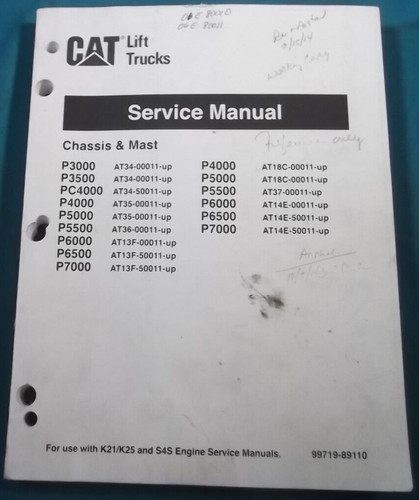 CAT Lift
Trucks
Service Manual
Chassis & Mast
P3000 AT34-00011-up
P3500 AT34-00011-up
PC4000 AT34-50011-up
P4000 AT35-00011-up
P5000 AT35-00011-up
P5500 AT36-00011-up
P6000 AT13F-00011-up
P6500 AT13F-50011-up
P7000 AT13F-50011-up
P4000 AT18C-00011-up
P5000 AT18C-00011-up
P5500 AT37-00011-up
P6000 AT14E-00011-up
P6500 AT14E-50011-up
P7000 AT14E-50011-up
only
For use with K21/K25 and S4S Engine Service Manuals.
99719-89110